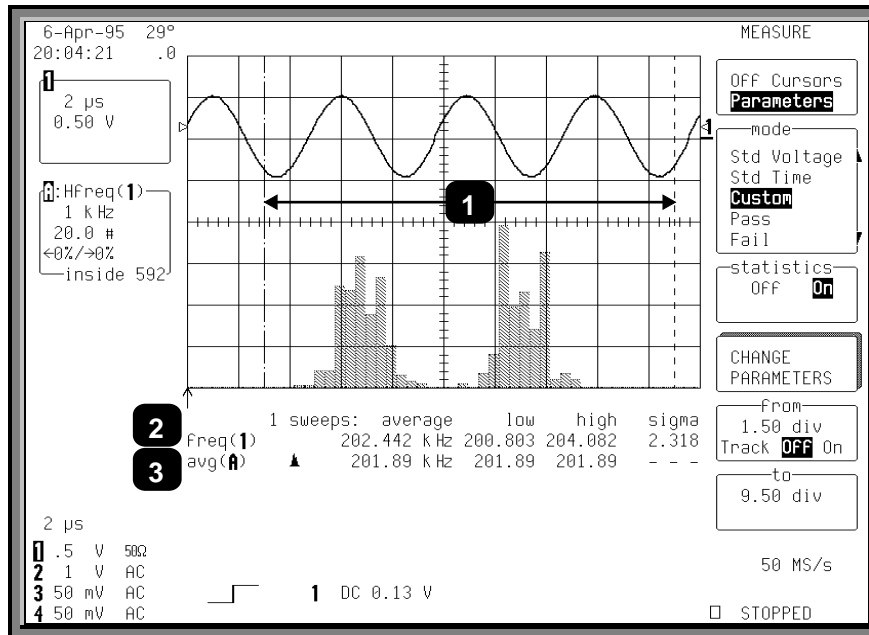 6-Apr-95 29°
20:04:21 .0
1
2 µs
0.50 V
A:Hfreq(1)
1 kHz
20.0 #
←0%/→0%
inside 592
1
1
MEASURE
Off Cursors
Parameters
mode
Std Voltage
Std Time
Custom
Pass
Fail
statistics
Off On
CHANGE
PARAMETERS
from
1.50 div
Track Off On
to
9.50 div
2
3
1 sweeps: average low high sigma
freq(1) 202.442 kHz 200.803 204.082 2.318
avg(A) 201.89 kHz 201.89 201.89 - - -
2 µs
1 .5 V 50Ω
2 1 V AC
3 50 mV AC
4 50 mV AC
1 DC 0.13 V
50 MS/s
STOPPED